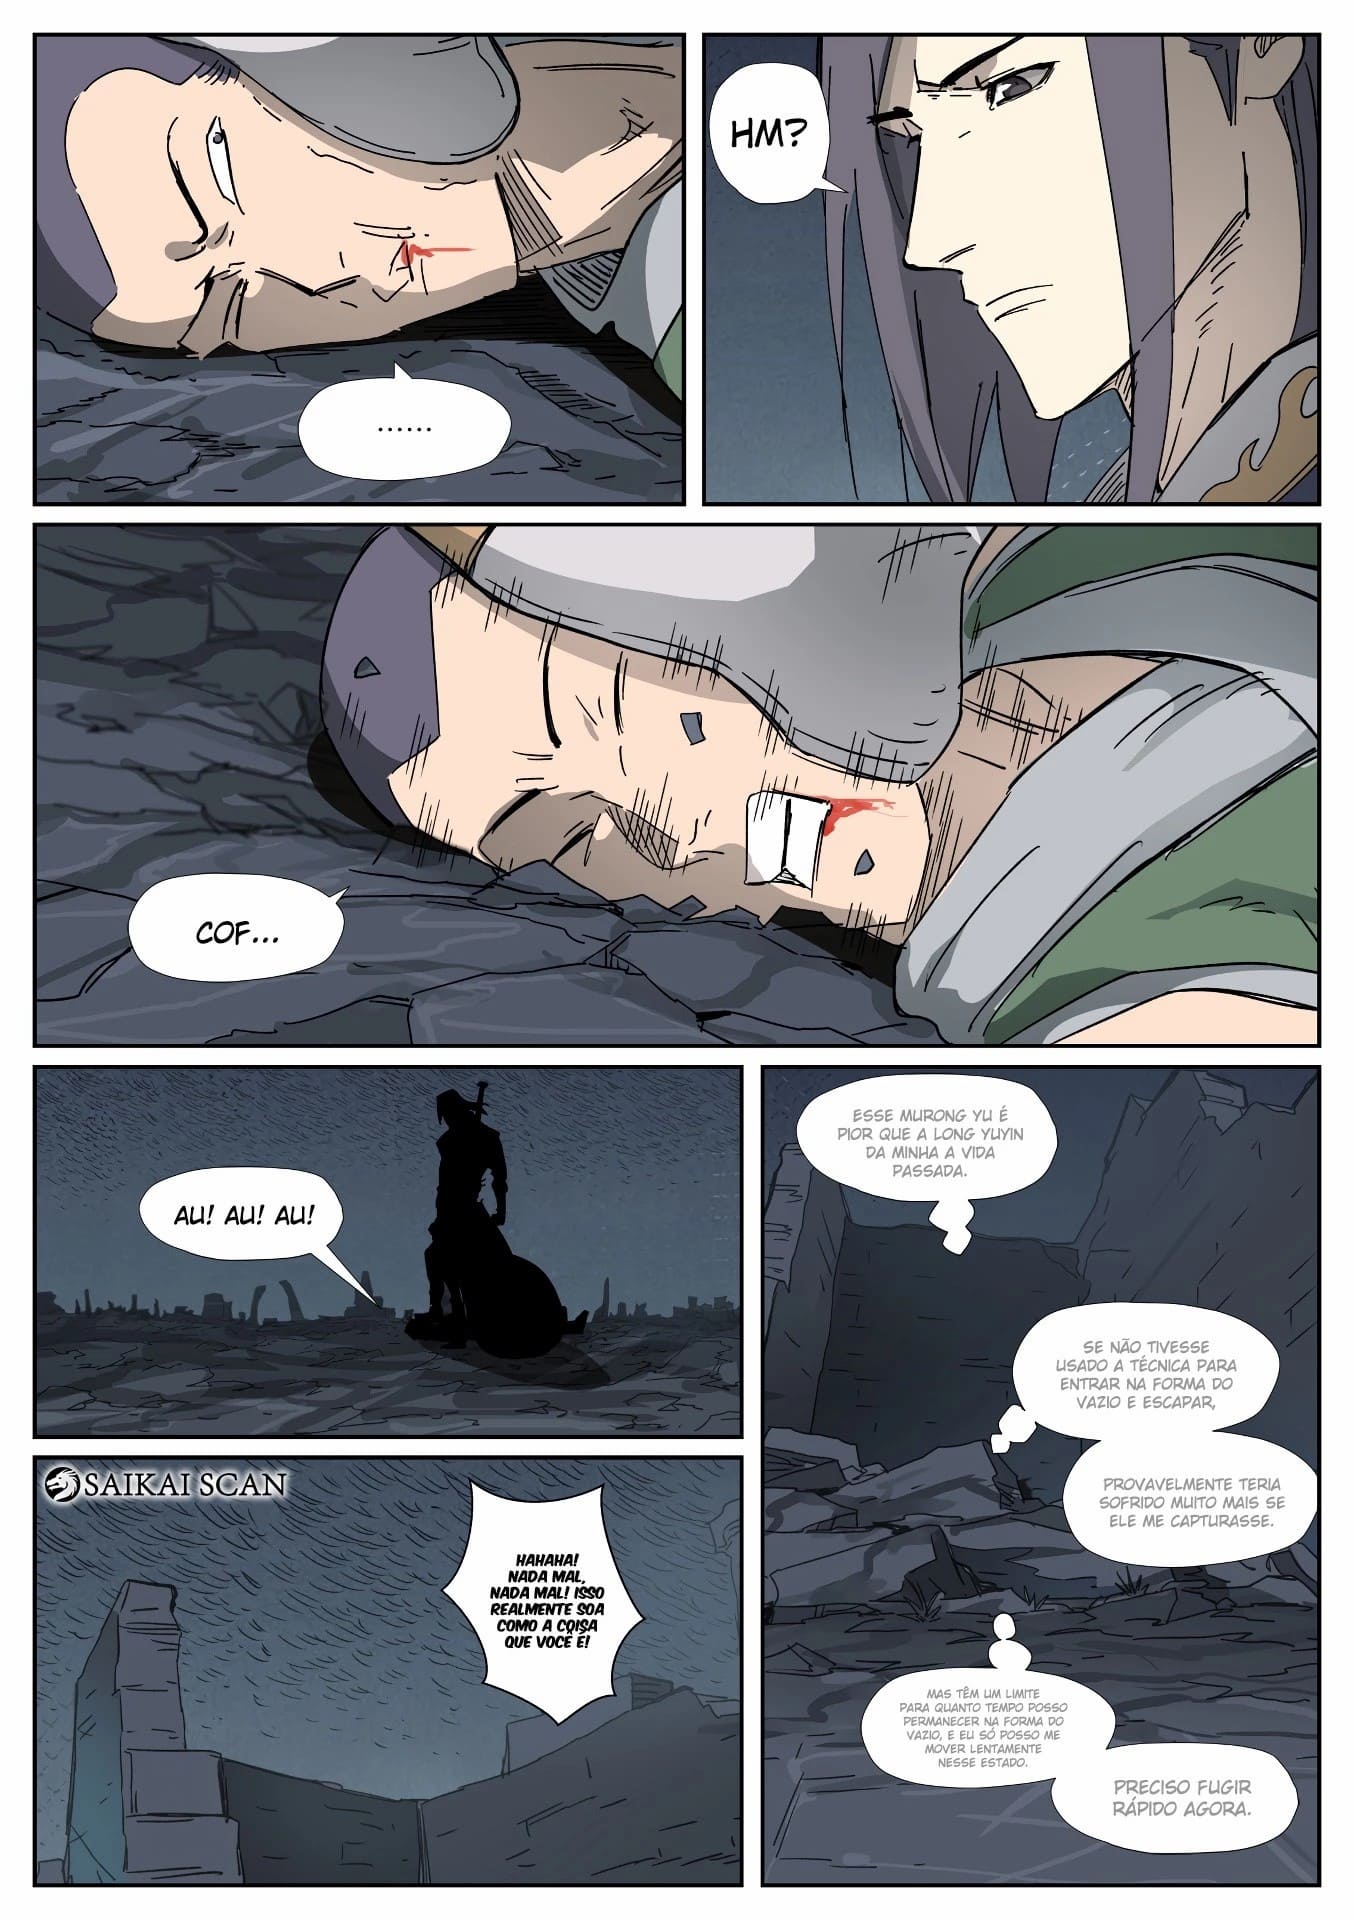 ......
HM?
COF...
AU! AU! AU!
ESSE MURONG YU É
PIOR QUE A LONG YUYIN
DA MINHA A VIDA
PASSADA.
SE NÃO TIVESSE
USADO A TÉCNICA PARA
ENTRAR NA FORMA DO
VAZIO E ESCAPAR,
PROVAVELMENTE TERIA
SOFRIDO MUITO MAIS SE
ELE ME CAPTURASSE.
MAS TÊM UM LIMITE
PARA QUANTO TEMPO POSSO
PERMANECER NA FORMA DO
VAZIO, E EU SÓ POSSO ME
MOVER LENTAMENTE
NESSE ESTADO.
PRECISO FUGIR
RÁPIDO AGORA.
SAIKAI SCAN
HAHAHA!
NADA MAL,
NADA MAL! ISSO
REALMENTE SOA
COMO A COISA
QUE VOCÊ É!